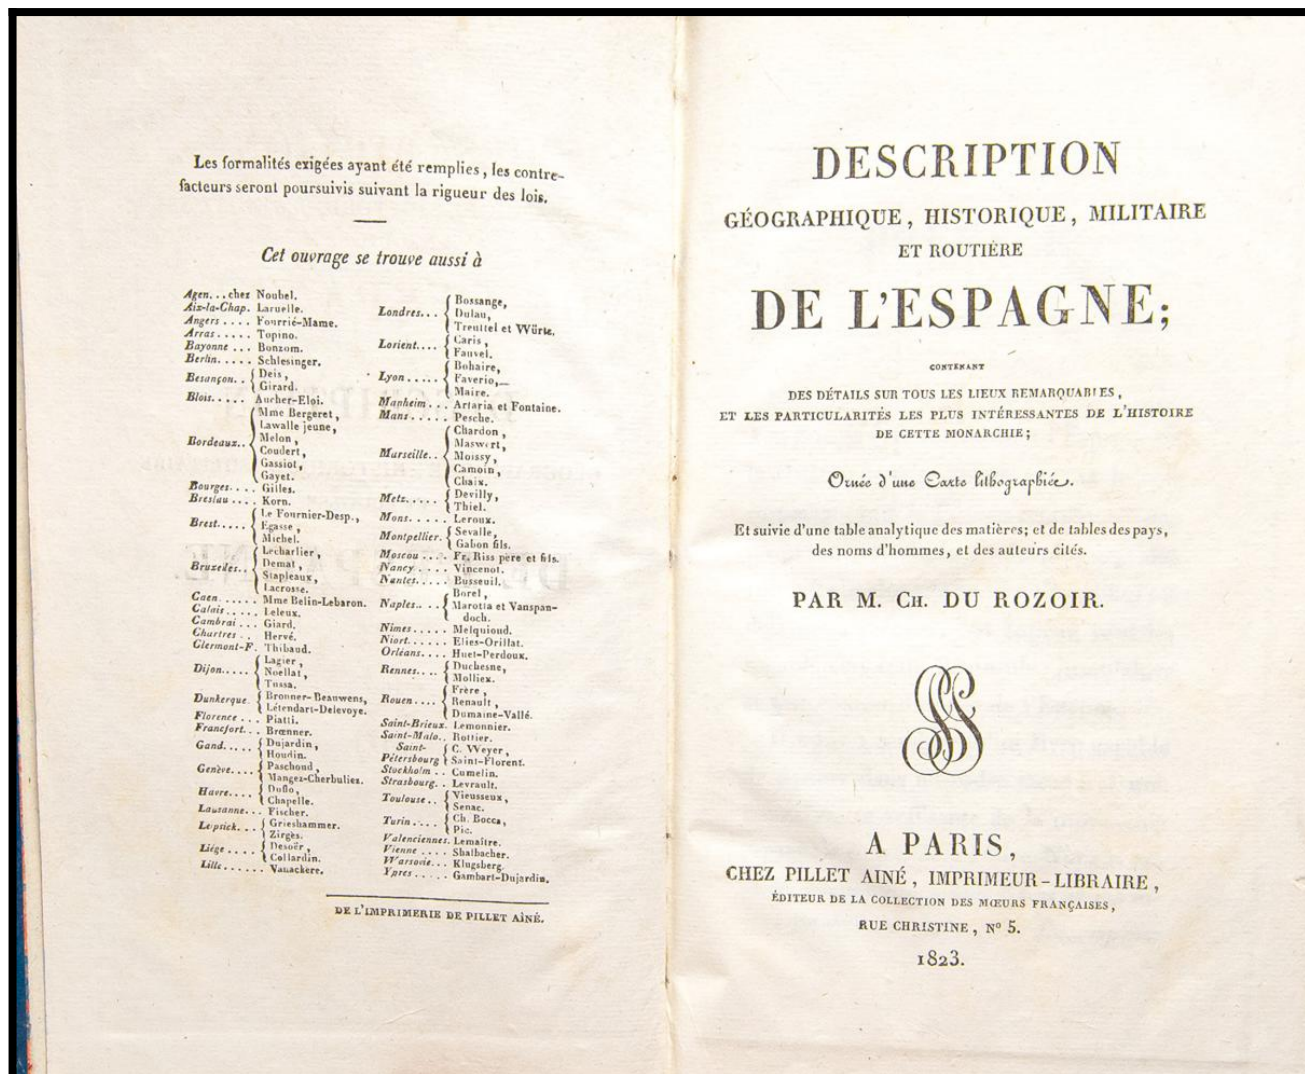 Les formalités exigées ayant été remplies, les contre-
facteurs seront poursuivis suivant la rigueur des lois.
Cet ouvrage se trouve aussi à
Agen... chez Noubel.
Aix-la-Chap. Laruelle.
Angers .... Fourrié-Mame.
Arras ..... Topino.
Bayonne ... Bonzom.
Berlin ..... Schlesinger.
Besançon.. Deis,
Girard.
Blois..... Aucher-Eloi.
Bordeaux.. Mme Bergeret,
Lawalle jeune,
Melon,
Coudert,
Gassiot,
Gayet.
Bourges.... Gilles.
Breslau .... Korn.
Brest..... Le Fournier-Desp.,
Egasse,
Michel.
Bruxelles.. Lecharlier,
Demat,
Stapleaux,
Lacrosse.
Caen...... Mme Belin-Lebaron.
Calais ..... Leleux.
Cambrai ... Giard.
Chartres .. Hervé.
Clermont-F. Thibaud.
Dijon..... Lagier,
Noellat,
Tussa.
Dunkerque. Bronner-Beauwens,
Létendart-Delevoye.
Florence ... Piatti.
Francfort... Brœnner.
Gand..... Dujardin,
Houdin.
Genève.... Paschoud,
Mangez-Cherbuliez.
Havre.... Duflo,
Chapelle.
Lausanne... Fischer.
Leipsick... Grieshammer.
Zirgès.
Liége .... Desoër,
Collardin.
Lille...... Vanackere.
Londres... Bossange,
Dulau,
Treuttel et Würtz.
Lorient.... Caris,
Fauvel.
Lyon ..... Bohaire,
Faverio,
Maire.
Manheim ... Artaria et Fontaine.
Mans ..... Pesche.
Marseille.. Chardon,
Maswert,
Moissy,
Camoin,
Chaix.
Metz..... Devilly,
Thiel.
Mons..... Leroux.
Montpellier. Sevalle,
Gabon fils.
Moscou .... Fr. Riss père et fils.
Nancy .... Vincenot.
Nantes..... Busseuil.
Naples... Borel,
Marotta et Vanspan-
doch.
Nimes ..... Melquioud.
Niort...... Elies-Orillat.
Orléans.... Huet-Perdoux.
Rennes.... Duchesne,
Molliex.
Rouen .... Frère,
Renault,
Dumaine-Vallé.
Saint-Brieux. Lemonnier.
Saint-Malo.. Rottier.
Saint-
Pétersbourg C. Weyer,
Saint-Florent.
Stockholm.. Cumelin.
Strasbourg.. Levrault.
Toulouse.. Vieusseux,
Senac.
Turin .... Ch. Bocca,
Pic.
Valenciennes. Lemaître.
Vienne .... Shalbacher.
Warsovie... Klugsberg.
Ypres ..... Gambart-Dujardin.
DE L'IMPRIMERIE DE PILLET AÎNÉ.
DESCRIPTION
GÉOGRAPHIQUE, HISTORIQUE, MILITAIRE
ET ROUTIÈRE
DE L'ESPAGNE;
CONTENANT
DES DÉTAILS SUR TOUS LES LIEUX REMARQUABLES,
ET LES PARTICULARITÉS LES PLUS INTÉRESSANTES DE L'HISTOIRE
DE CETTE MONARCHIE;
Ornée d'une Carte lithographiée.
Et suivie d'une table analytique des matières; et de tables des pays,
des noms d'hommes, et des auteurs cités.
PAR M. CH. DU ROZOIR.
A PARIS,
CHEZ PILLET AINÉ, IMPRIMEUR-LIBRAIRE,
ÉDITEUR DE LA COLLECTION DES MŒURS FRANÇAISES,
RUE CHRISTINE, N° 5.
1823.